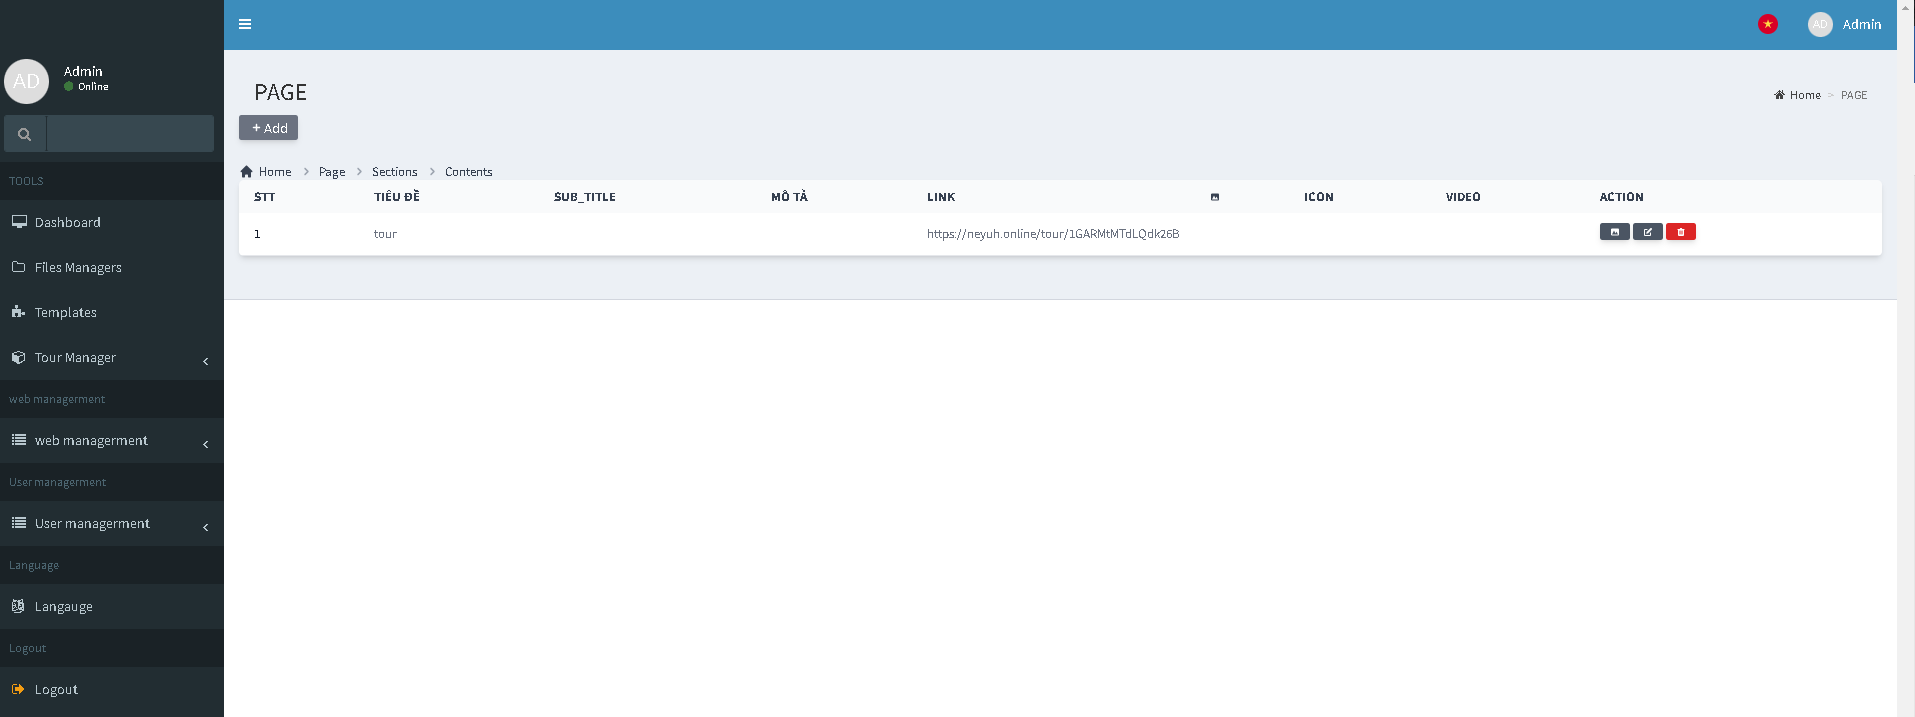 Admin
AD
Admin
Online
TOOLS
Dashboard
Files Managers
Templates
Tour Manager
web managerment
web managerment
User managerment
User managerment
Language
Langauge
Logout
Logout
AD
PAGE
Home > PAGE
+ Add
Home > Page > Sections > Contents
STT TIÊU ĐỀ SUB_TITLE MÔ TẢ LINK ICON VIDEO ACTION
1 tour https://neyuh.online/tour/1GARMtMTdLQdk26B